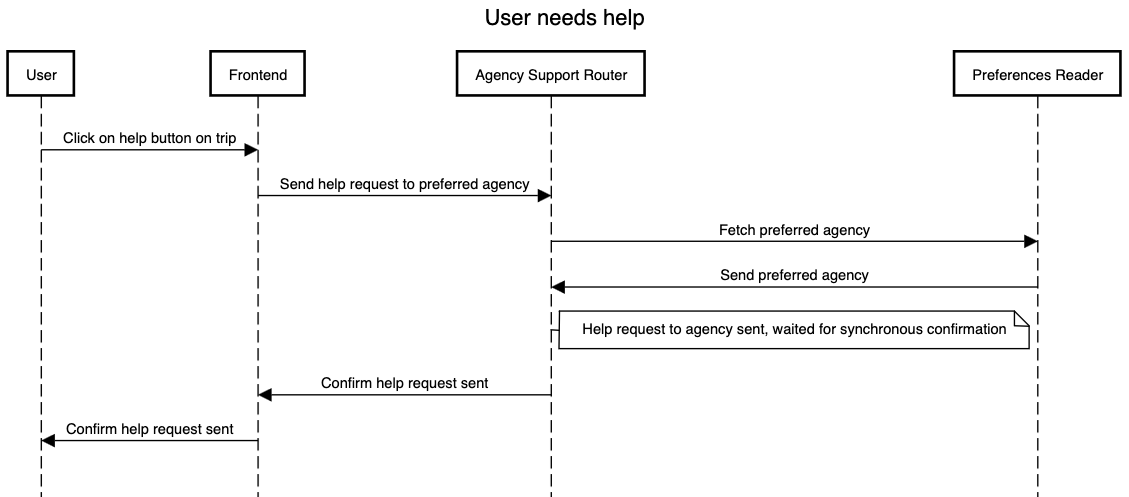 User needs help
User
Frontend
Agency Support Router
Preferences Reader
Click on help button on trip
Send help request to preferred agency
Fetch preferred agency
Send preferred agency
Help request to agency sent, waited for synchronous confirmation
Confirm help request sent
Confirm help request sent